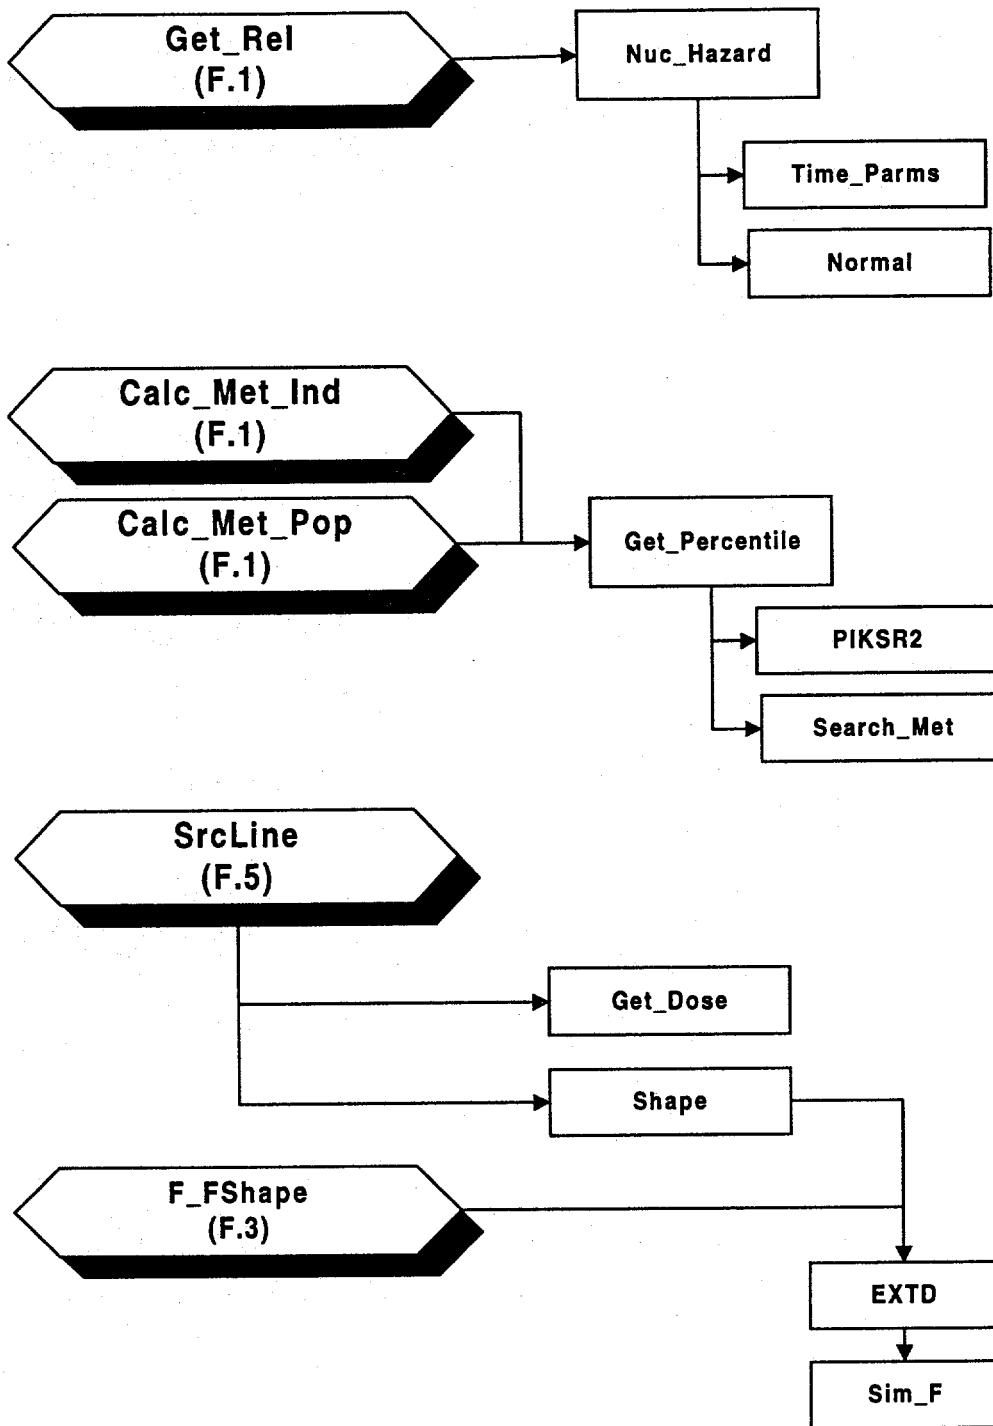 Get_Rel
(F.1)
Nuc_Hazard
Time_Parms
Normal
Calc_Met_Ind
(F.1)
Calc_Met_Pop
(F.1)
Get_Percentile
PIKSR2
Search_Met
SrcLine
(F.5)
Get_Dose
Shape
F_FShape
(F.3)
EXTD
Sim_F